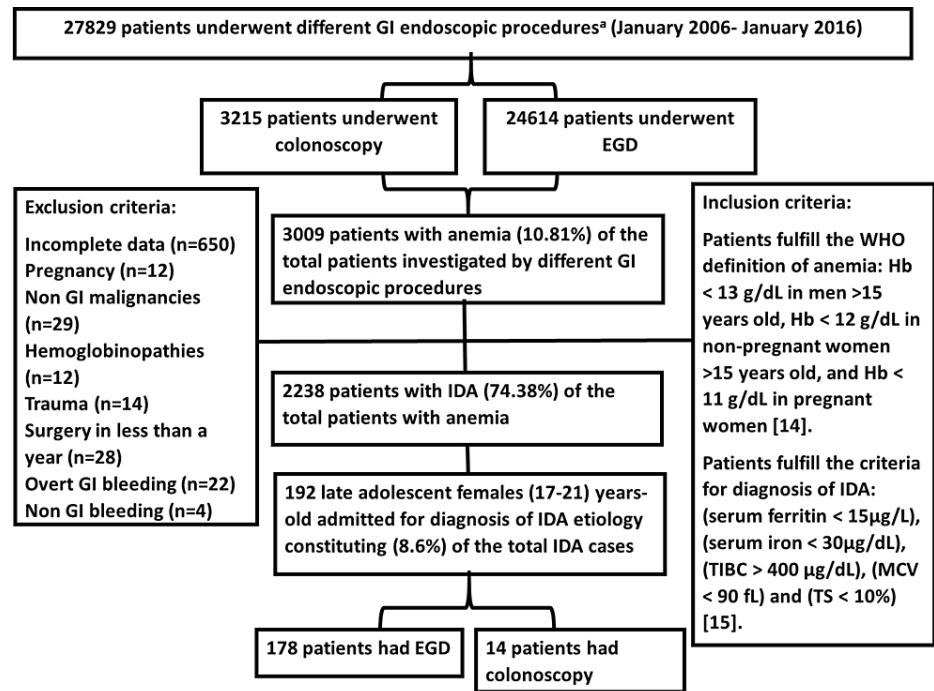 27829 patients underwent different GI endoscopic proceduresᵃ (January 2006- January 2016)
3215 patients underwent
colonoscopy
24614 patients underwent
EGD
Exclusion criteria:
Incomplete data (n=650)
Pregnancy (n=12)
Non GI malignancies
(n=29)
Hemoglobinopathies
(n=12)
Trauma (n=14)
Surgery in less than a
year (n=28)
Overt GI bleeding (n=22)
Non GI bleeding (n=4)
3009 patients with anemia (10.81%) of the
total patients investigated by different GI
endoscopic procedures
Inclusion criteria:
Patients fulfill the WHO
definition of anemia: Hb
< 13 g/dL in men >15
years old, Hb < 12 g/dL in
non-pregnant women
>15 years old, and Hb <
11 g/dL in pregnant
women [14].
Patients fulfill the criteria
for diagnosis of IDA:
(serum ferritin < 15µg/L),
(serum iron < 30µg/dL),
(TIBC > 400 µg/dL), (MCV
< 90 fL) and (TS < 10%)
[15].
2238 patients with IDA (74.38%) of the
total patients with anemia
192 late adolescent females (17-21) years-
old admitted for diagnosis of IDA etiology
constituting (8.6%) of the total IDA cases
178 patients had EGD
14 patients had
colonoscopy